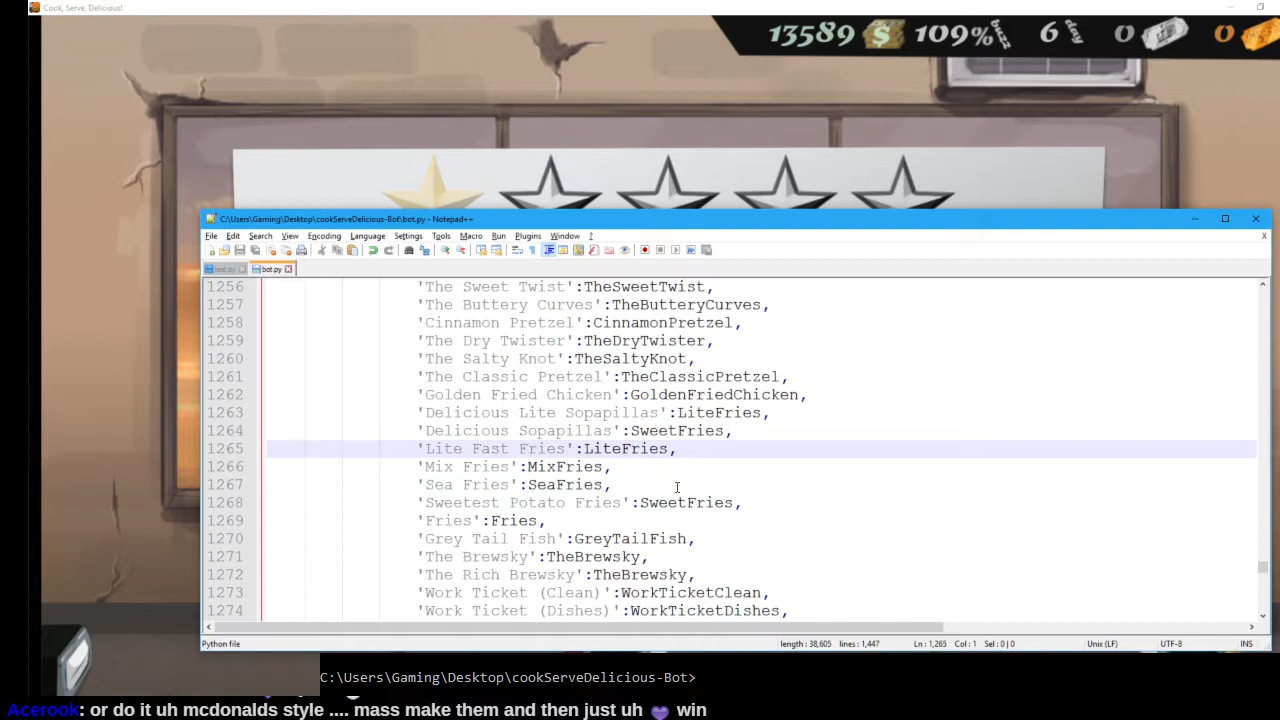 Cook, Serve, Delicious!
13589 $ 109% buzz 6 day 0 0
C:\Users\Gaming\Desktop\cookServeDelicious-Bot\bot.py - Notepad++
File Edit Search View Encoding Language Settings Tools Macro Run Plugins Window ? X
test.py bot.py
1256 'The Sweet Twist':TheSweetTwist,
1257 'The Buttery Curves':TheButteryCurves,
1258 'Cinnamon Pretzel':CinnamonPretzel,
1259 'The Dry Twister':TheDryTwister,
1260 'The Salty Knot':TheSaltyKnot,
1261 'The Classic Pretzel':TheClassicPretzel,
1262 'Golden Fried Chicken':GoldenFriedChicken,
1263 'Delicious Lite Sopapillas':LiteFries,
1264 'Delicious Sopapillas':SweetFries,
1265 'Lite Fast Fries':LiteFries,
1266 'Mix Fries':MixFries,
1267 'Sea Fries':SeaFries,
1268 'Sweetest Potato Fries':SweetFries,
1269 'Fries':Fries,
1270 'Grey Tail Fish':GreyTailFish,
1271 'The Brewsky':TheBrewsky,
1272 'The Rich Brewsky':TheBrewsky,
1273 'Work Ticket (Clean)':WorkTicketClean,
1274 'Work Ticket (Dishes)':WorkTicketDishes,
Python file length : 38,605 lines : 1,447 Ln : 1,265 Col : 1 Sel : 0 | 0 Unix (LF) UTF-8 INS
C:\Users\Gaming\Desktop\cookServeDelicious-Bot>
Acerook: or do it uh mcdonalds style .... mass make them and then just uh 💜 win